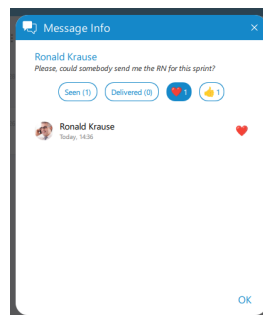 Message Info
Ronald Krause
Please, could somebody send me the RN for this sprint?
Seen (1) Delivered (0) ❤️ 1 👍 1
Ronald Krause
Today, 14:36
OK